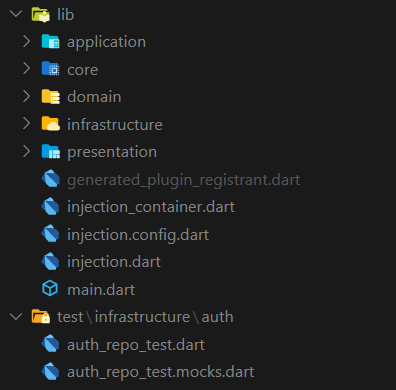 lib
application
core
domain
infrastructure
presentation
generated_plugin_registrant.dart
injection_container.dart
injection.config.dart
injection.dart
main.dart
test\infrastructure\auth
auth_repo_test.dart
auth_repo_test.mocks.dart